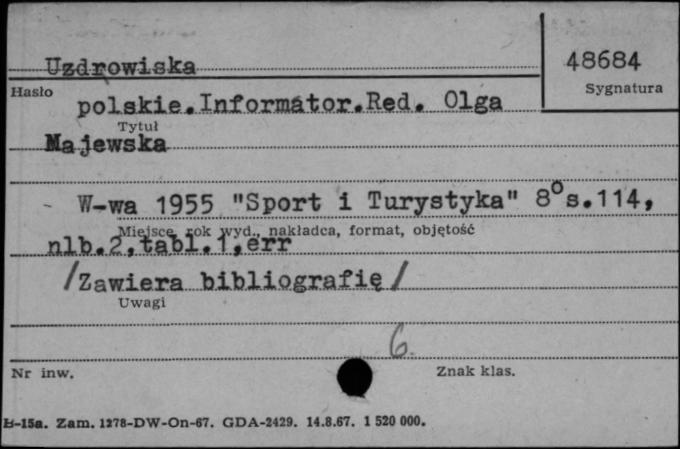 Uzdrowiska
48684
Hasło
Sygnatura
polskie.Informator.Red. Olga
Tytuł
Majewska
W-wa 1955 "Sport i Turystyka" 8° s.114,
Miejsce, rok wyd., nakładca, format, objętość
nlb.2,tabl.1,err
/Zawiera bibliografię/
Uwagi
6.
Nr inw.
Znak klas.
B-15a. Zam. 1278-DW-On-67. GDA-2429. 14.8.67. 1 520 000.